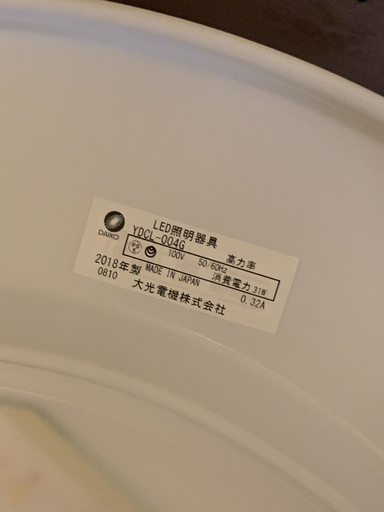 LED照明器具
DAIKO YDCL-004G 高力率
PS E 100V 50/60Hz 消費電力 31W
2018年製 MADE IN JAPAN 0.32A
0810 大光電機株式会社